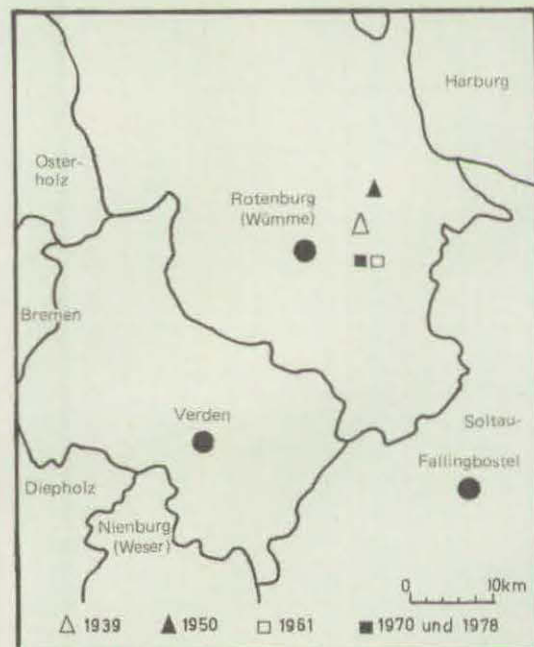 Harburg
Oster-
holz
Rotenburg
(Wümme)
Bremen
Verden
Soltau-
Fallingbostel
Diepholz
Nienburg
(Weser)
0 10km
△ 1939 ▲ 1950 □ 1961 ■ 1970 und 1978